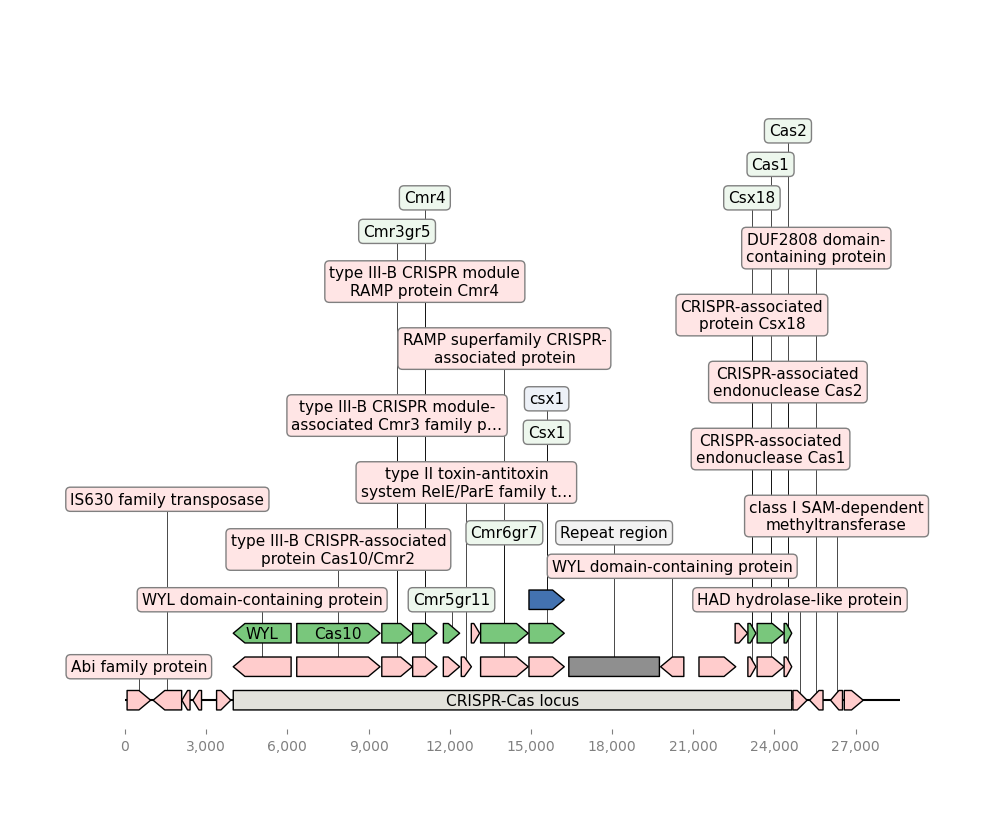 Cas2
Cas1
Cmr4
Csx18
Cmr3gr5
DUF2808 domain-
containing protein
type III-B CRISPR module
RAMP protein Cmr4
CRISPR-associated
protein Csx18
RAMP superfamily CRISPR-
associated protein
CRISPR-associated
endonuclease Cas2
csx1
type III-B CRISPR module-
associated Cmr3 family p...
Csx1
CRISPR-associated
endonuclease Cas1
type II toxin-antitoxin
system RelE/ParE family t...
IS630 family transposase
class I SAM-dependent
methyltransferase
Cmr6gr7
Repeat region
type III-B CRISPR-associated
protein Cas10/Cmr2
WYL domain-containing protein
WYL domain-containing protein
Cmr5gr11
HAD hydrolase-like protein
WYL
Cas10
Abi family protein
CRISPR-Cas locus
0
3,000
6,000
9,000
12,000
15,000
18,000
21,000
24,000
27,000